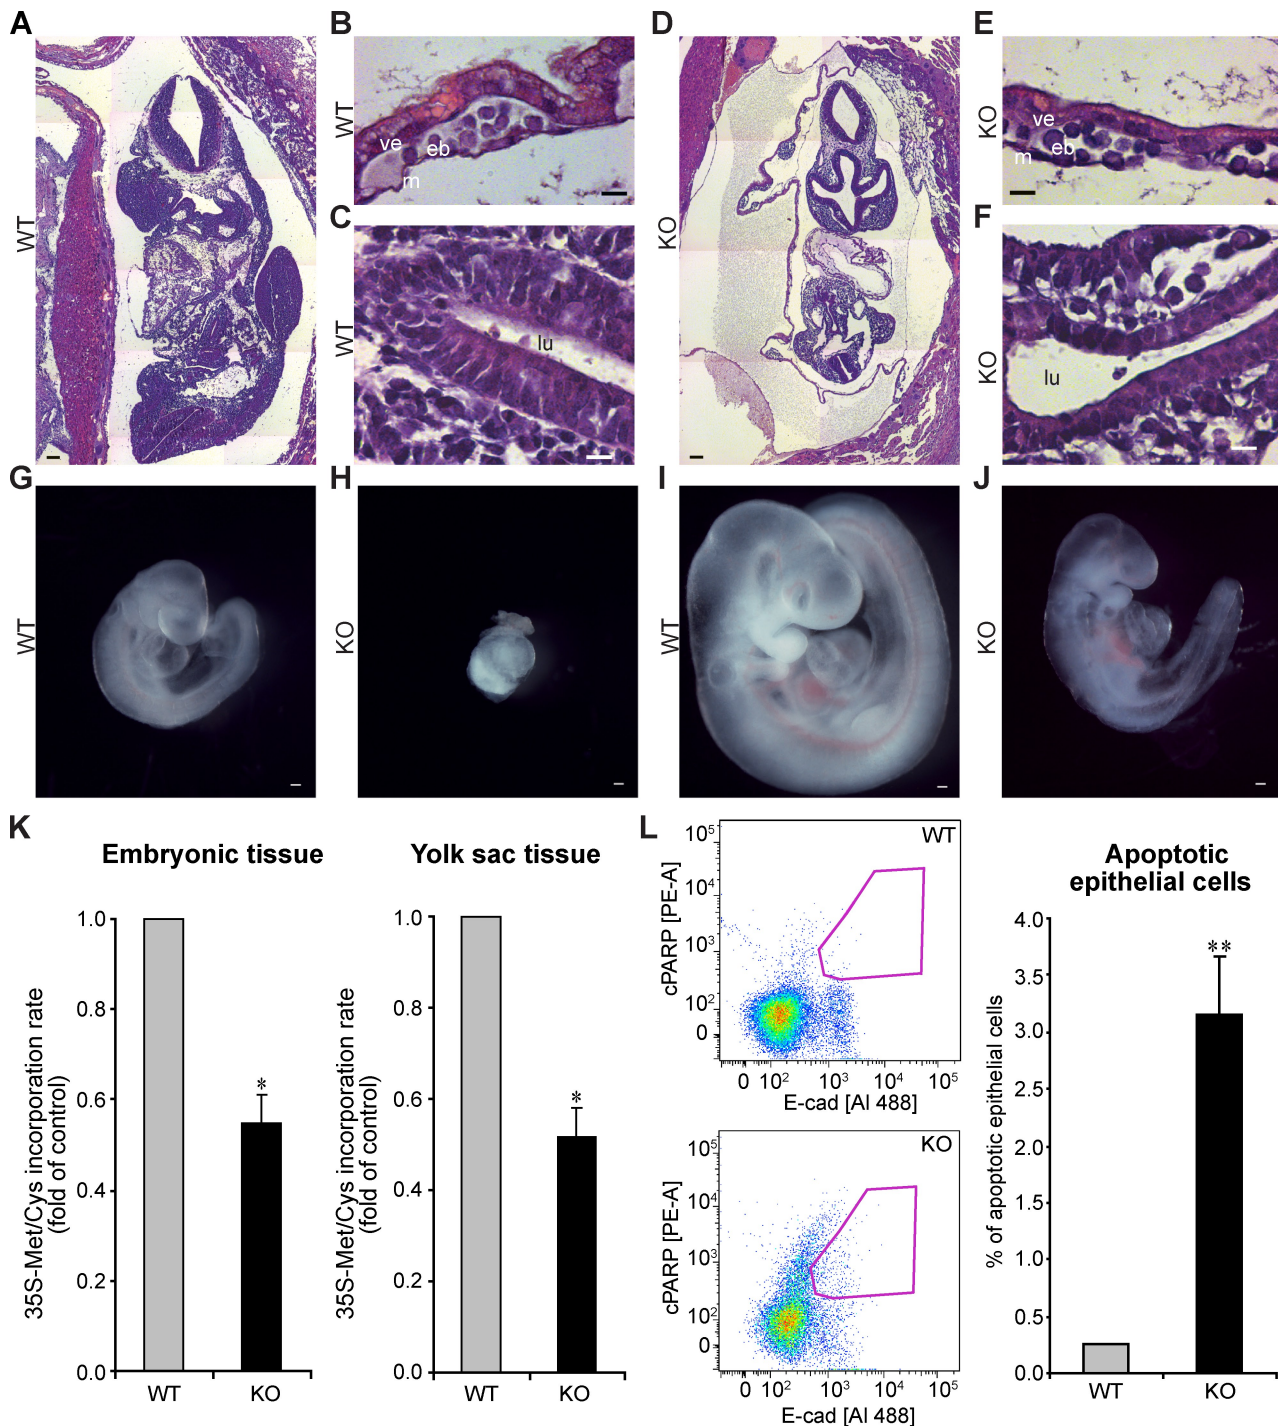 A
B
D
E
WT
WT
ve
eb
m
KO
KO
ve
eb
m
C
WT
lu
F
KO
lu
G
H
I
J
WT
KO
WT
KO
K
Embryonic tissue
35S-Met/Cys incorporation rate
(fold of control)
1.0
0.8
0.6
0.4
0.2
0.0
*
WT
KO
Yolk sac tissue
35S-Met/Cys incorporation rate
(fold of control)
1.0
0.8
0.6
0.4
0.2
0.0
*
WT
KO
L
WT
cPARP [PE-A]
10^5
10^4
10^3
10^2
0
0 10^2 10^3 10^4 10^5
E-cad [Al 488]
KO
cPARP [PE-A]
10^5
10^4
10^3
10^2
0
0 10^2 10^3 10^4 10^5
E-cad [Al 488]
Apoptotic
epithelial cells
% of apoptotic epithelial cells
4.0
3.5
3.0
2.5
2.0
1.5
1.0
0.5
0.0
**
WT
KO